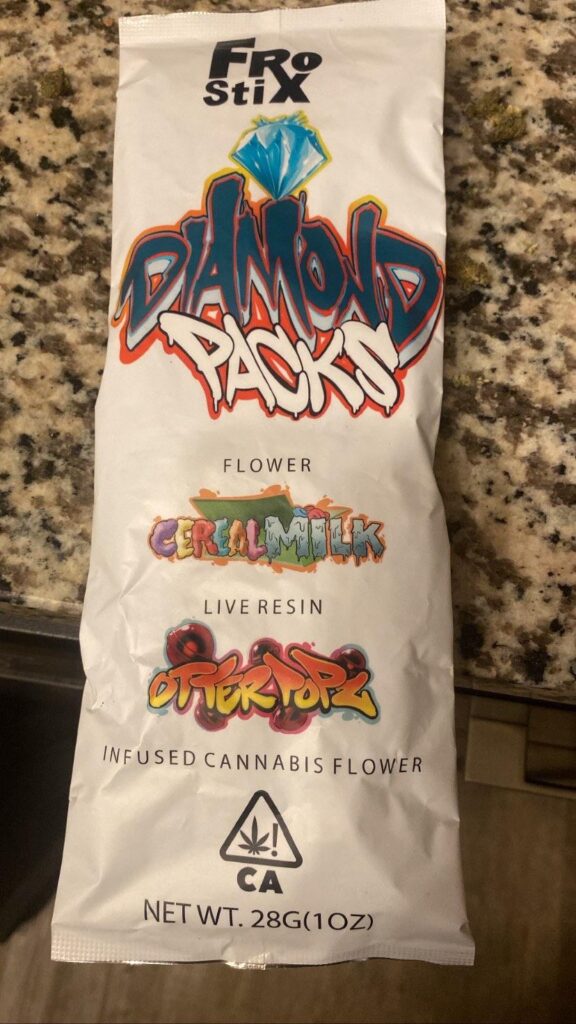 FRO
StiX
DIAMOND
PACKS
FLOWER
CEREAL MILK
LIVE RESIN
OTTER POPZ
INFUSED CANNABIS FLOWER
!
CA
NET WT. 28G(1OZ)